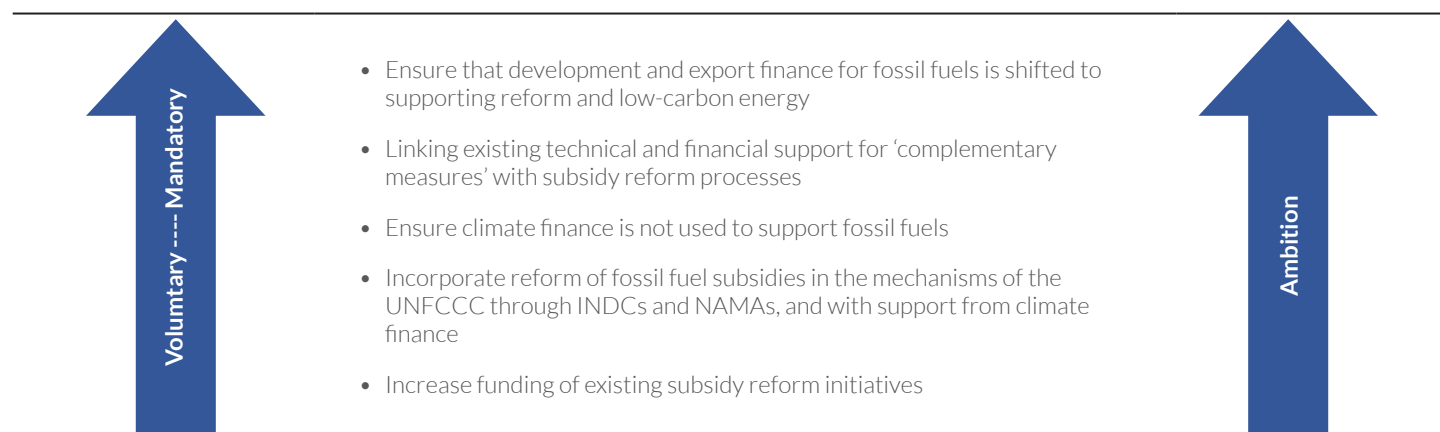 Voluntary ---- Mandatory
• Ensure that development and export finance for fossil fuels is shifted to
supporting reform and low-carbon energy
• Linking existing technical and financial support for ‘complementary
measures’ with subsidy reform processes
• Ensure climate finance is not used to support fossil fuels
• Incorporate reform of fossil fuel subsidies in the mechanisms of the
UNFCCC through INDCs and NAMAs, and with support from climate
finance
• Increase funding of existing subsidy reform initiatives
Ambition